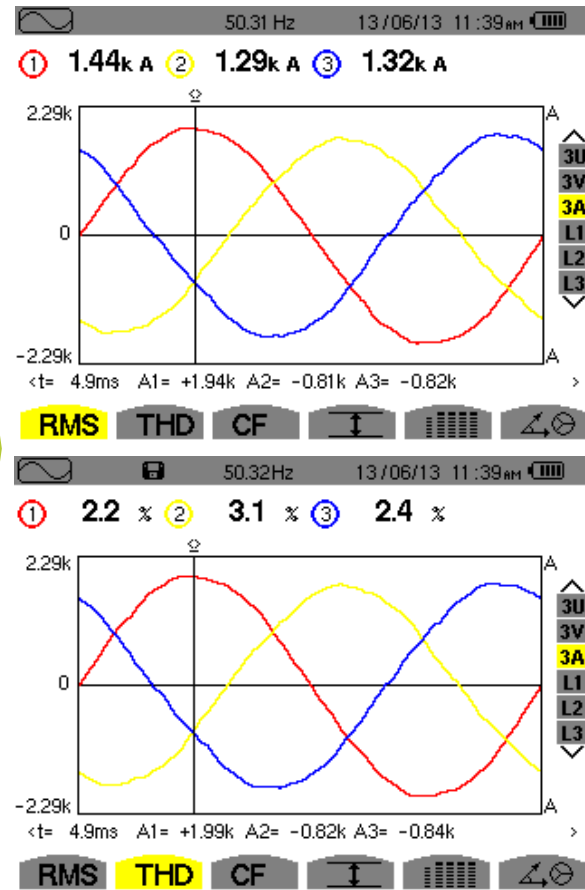 50.31 Hz 13/06/13 11:39AM
1 1.44k A 2 1.29k A 3 1.32k A
2.29k A
3U
3V
3A
0 L1
L2
L3
-2.29k A
<t= 4.9ms A1= +1.94k A2= -0.81k A3= -0.82k >
RMS THD CF
50.32Hz 13/06/13 11:39AM
1 2.2 % 2 3.1 % 3 2.4 %
2.29k A
3U
3V
3A
0 L1
L2
L3
-2.29k A
<t= 4.9ms A1= +1.99k A2= -0.82k A3= -0.84k >
RMS THD CF